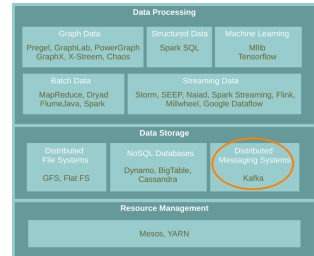 Data Processing
Graph Data
Pregel, GraphLab, PowerGraph
GraphX, X-Streem, Chaos
Structured Data
Spark SQL
Machine Learning
Mllib
Tensorflow
Batch Data
MapReduce, Dryad
FlumeJava, Spark
Streaming Data
Storm, SEEP, Naiad, Spark Streaming, Flink,
Millwheel, Google Dataflow
Data Storage
Distributed
File Systems
GFS, Flat FS
NoSQL Databases
Dynamo, BigTable,
Cassandra
Distributed
Messaging Systems
Kafka
Resource Management
Mesos, YARN